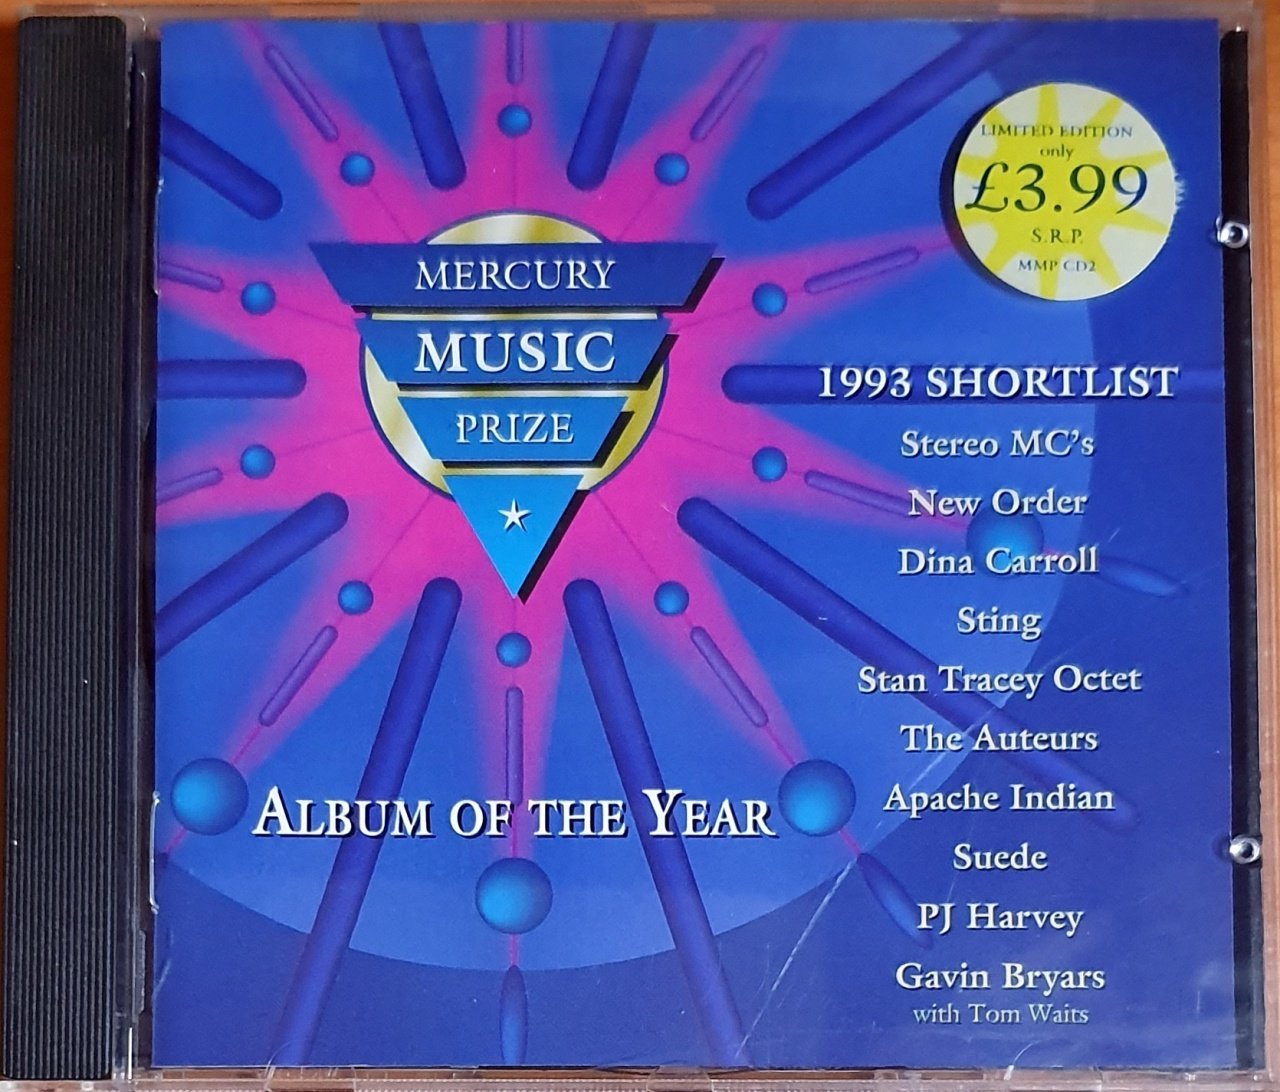 LIMITED EDITION
only
£3.99
S.R.P.
MMP CD2
MERCURY
MUSIC
PRIZE
ALBUM OF THE YEAR
1993 SHORTLIST
Stereo MC's
New Order
Dina Carroll
Sting
Stan Tracey Octet
The Auteurs
Apache Indian
Suede
PJ Harvey
Gavin Bryars
with Tom Waits